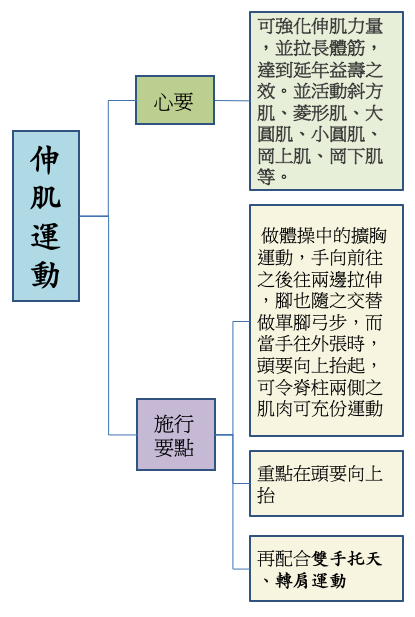 伸
肌
運
動
心要
可強化伸肌力量
，並拉長體筋，
達到延年益壽之
效。並活動斜方
肌、菱形肌、大
圓肌、小圓肌、
岡上肌、岡下肌
等。
施行
要點
做體操中的擴胸
運動，手向前往
之後往兩邊拉伸
，腳也隨之交替
做單腳弓步，而
當手往外張時，
頭要向上抬起，
可令脊柱兩側之
肌肉可充份運動
重點在頭要向上
抬
再配合雙手托天
、轉肩運動